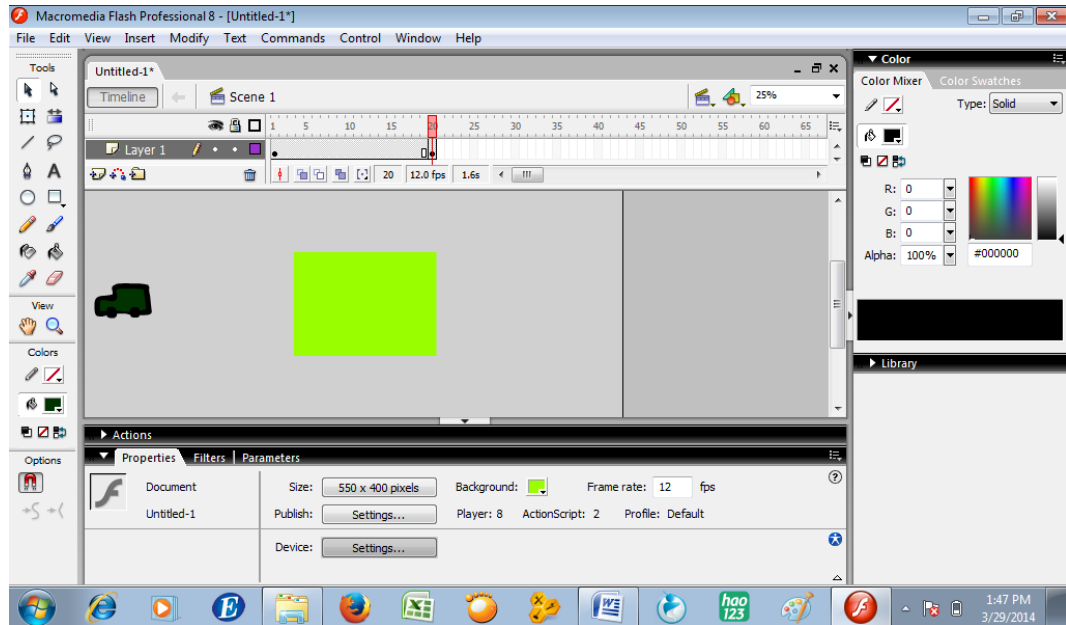 Macromedia Flash Professional 8 - [Untitled-1*]
File Edit View Insert Modify Text Commands Control Window Help
Tools
View
Colors
Options
Untitled-1*
Timeline Scene 1 25%
1 5 10 15 20 25 30 35 40 45 50 55 60 65
Layer 1
20 12.0 fps 1.6s
Color
Color Mixer Color Swatches
Type: Solid
R: 0
G: 0
B: 0
Alpha: 100% #000000
Library
Actions
Properties Filters Parameters
Document Size: 550 x 400 pixels Background: Frame rate: 12 fps
Untitled-1 Publish: Settings... Player: 8 ActionScript: 2 Profile: Default
Device: Settings...
hao
123
1:47 PM
3/29/2014